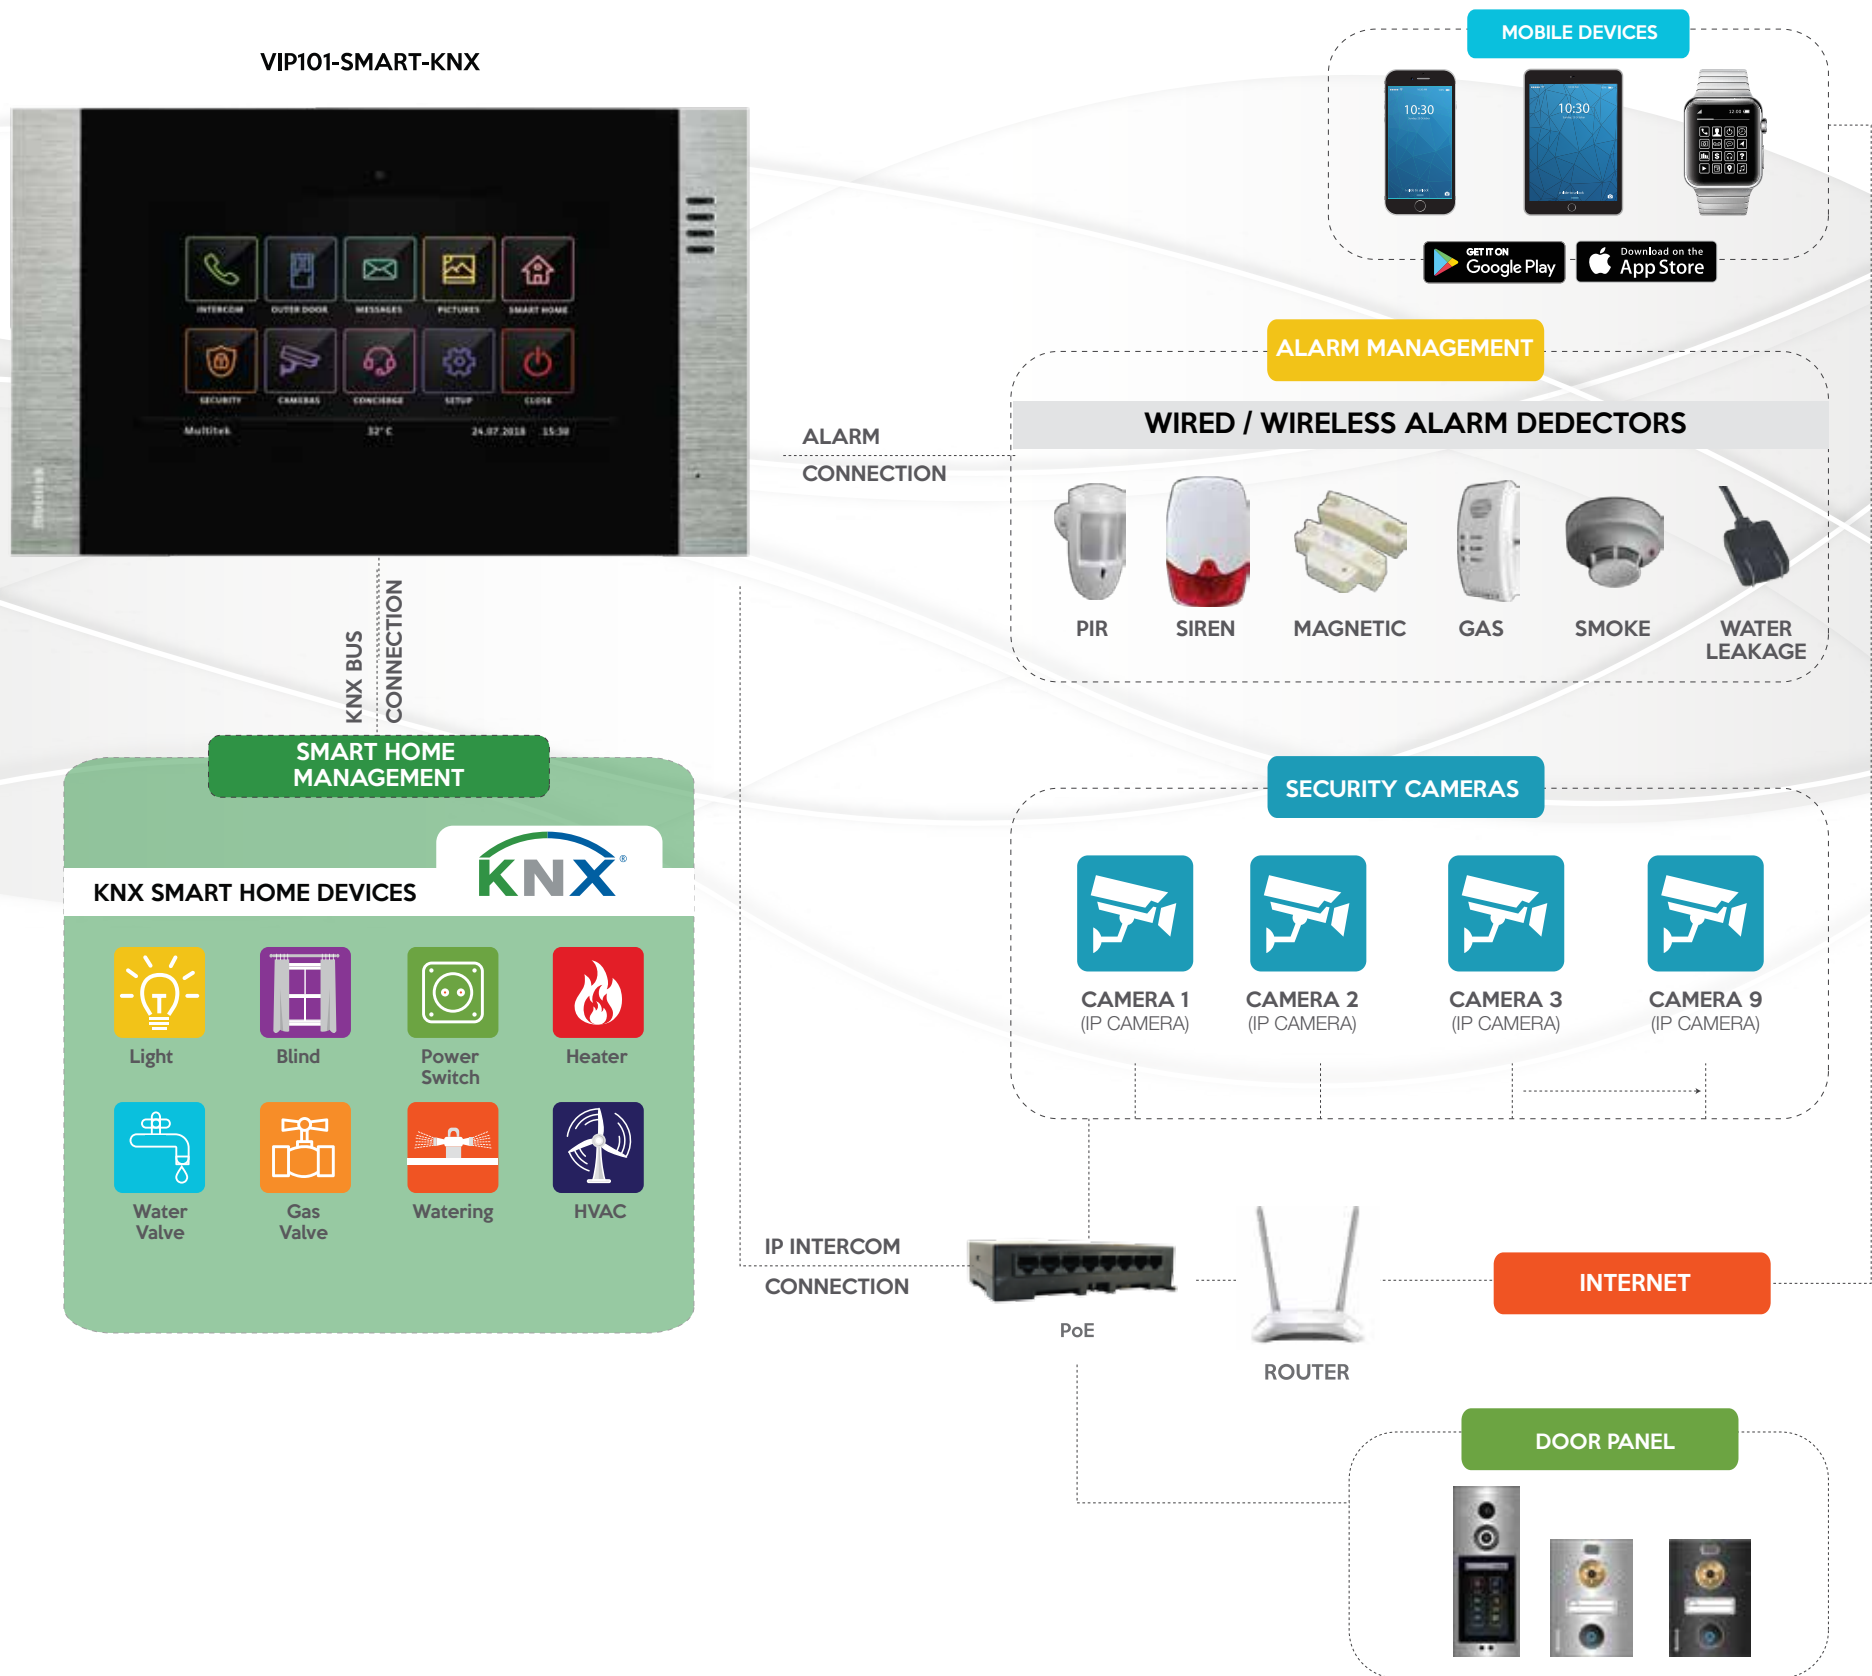 VIP101-SMART-KNX
INTERCOM
OUTER DOOR
MESSAGES
PICTURES
SMART HOME
SECURITY
CAMERAS
CONCIERGE
SETUP
CLOSE
Multitek
32° C
24.07.2018
15:30
Multitek
MOBILE DEVICES
10:30
10:30
12:00
GET IT ON
Google Play
Download on the
App Store
ALARM MANAGEMENT
WIRED / WIRELESS ALARM DEDECTORS
ALARM
CONNECTION
PIR
SIREN
MAGNETIC
GAS
SMOKE
WATER
LEAKAGE
KNX BUS
CONNECTION
SMART HOME
MANAGEMENT
KNX®
KNX SMART HOME DEVICES
Light
Blind
Power
Switch
Heater
Water
Valve
Gas
Valve
Watering
HVAC
SECURITY CAMERAS
CAMERA 1
(IP CAMERA)
CAMERA 2
(IP CAMERA)
CAMERA 3
(IP CAMERA)
CAMERA 9
(IP CAMERA)
IP INTERCOM
CONNECTION
PoE
ROUTER
INTERNET
DOOR PANEL